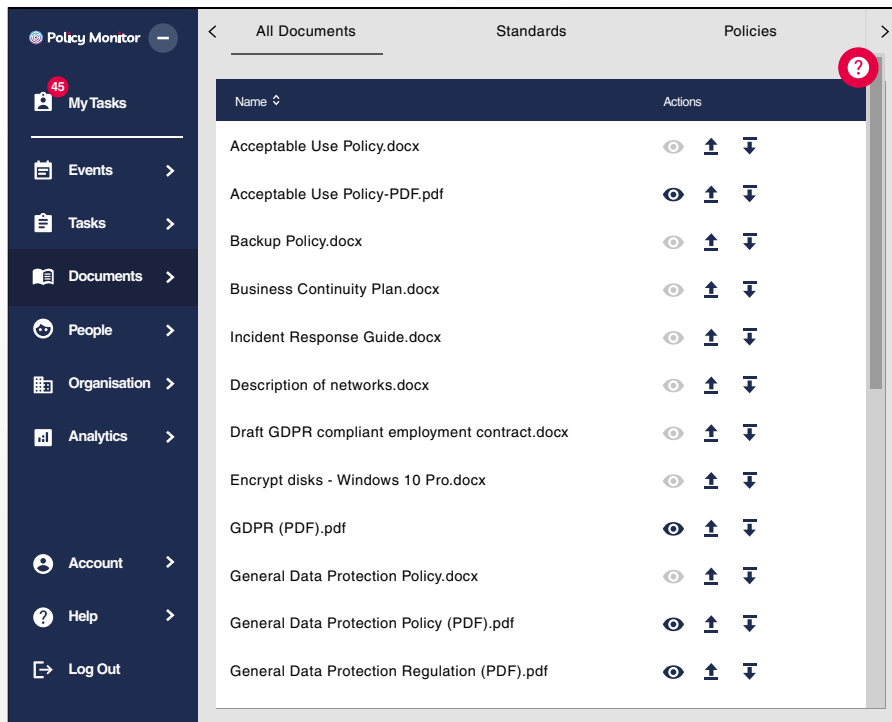 Policy Monitor
45
My Tasks
Events
Tasks
Documents
People
Organisation
Analytics
Account
Help
Log Out
All Documents
Standards
Policies
?
Name
Actions
Acceptable Use Policy.docx
Acceptable Use Policy-PDF.pdf
Backup Policy.docx
Business Continuity Plan.docx
Incident Response Guide.docx
Description of networks.docx
Draft GDPR compliant employment contract.docx
Encrypt disks - Windows 10 Pro.docx
GDPR (PDF).pdf
General Data Protection Policy.docx
General Data Protection Policy (PDF).pdf
General Data Protection Regulation (PDF).pdf